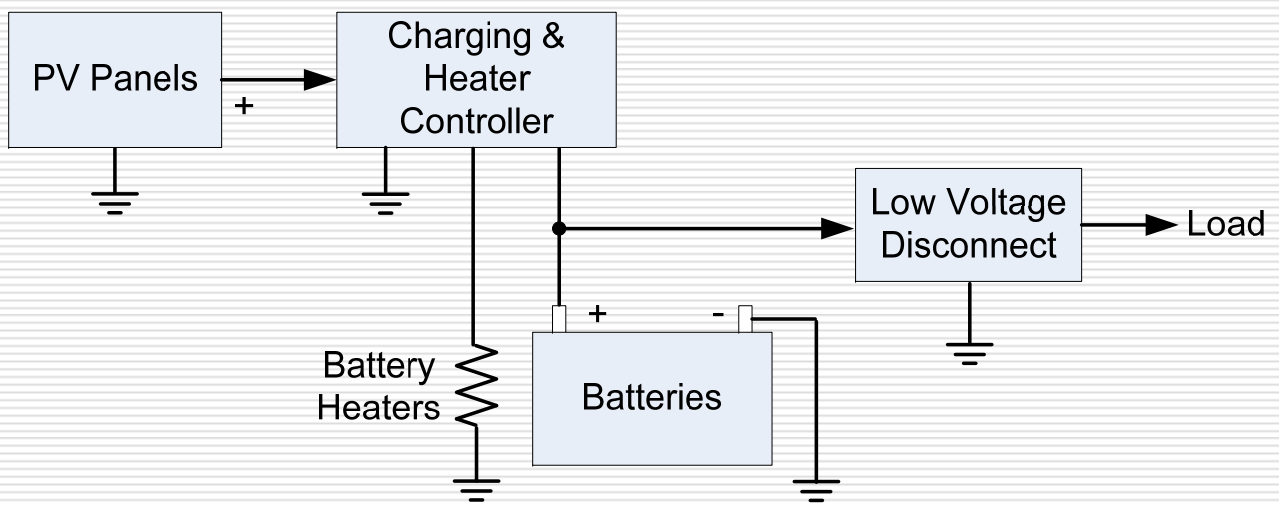 PV Panels
+
Charging &
Heater
Controller
Low Voltage
Disconnect
Load
+
-
Battery
Heaters
Batteries